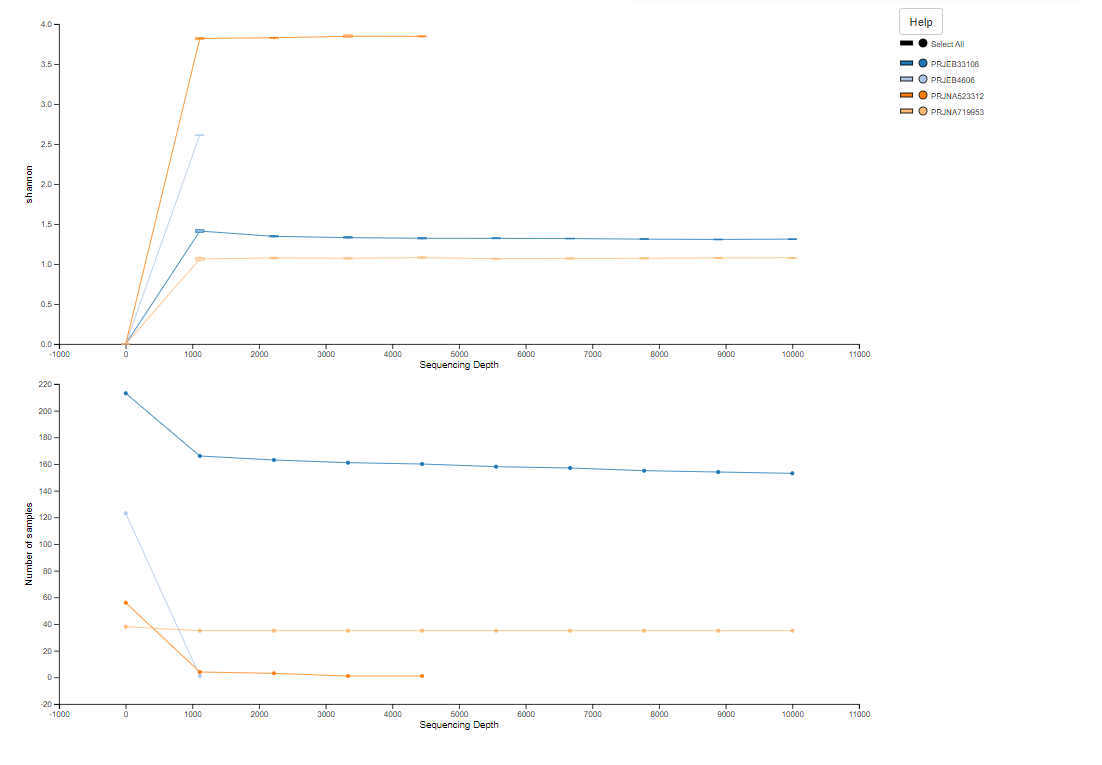 4.0
3.5
3.0
2.5
2.0
1.5
1.0
0.5
0.0
shannon
-1000 0 1000 2000 3000 4000 5000 6000 7000 8000 9000 10000 11000
Sequencing Depth
220
200
180
160
140
120
100
80
60
40
20
0
-20
Number of samples
-1000 0 1000 2000 3000 4000 5000 6000 7000 8000 9000 10000 11000
Sequencing Depth
Help
Select All
PRJEB33108
PRJEB4606
PRJNA523312
PRJNA719953